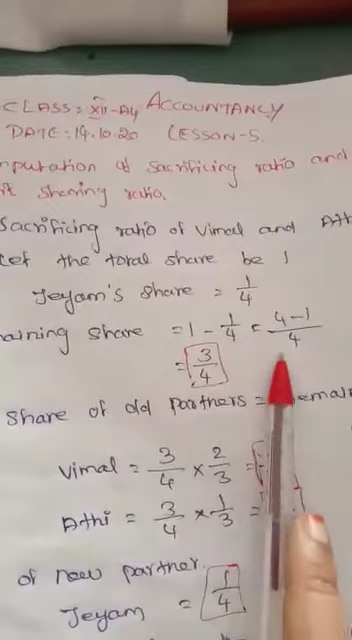 CLASS: XII-A4 ACCOUNTANCY
DATE: 14.10.20 LESSON-5.
mputation of sacrificing ratio and
sharing ratio.
Sacrificing ratio of Vimal and Ath
Let the total share be 1
Jeyam's share = 1/4
aining share = 1 - 1/4 = 4-1/4
= 3/4
Share of old partners = remai
Vimal = 3/4 x 2/3 =
Athi = 3/4 x 1/3 =
of new partner.
Jeyam = 1/4